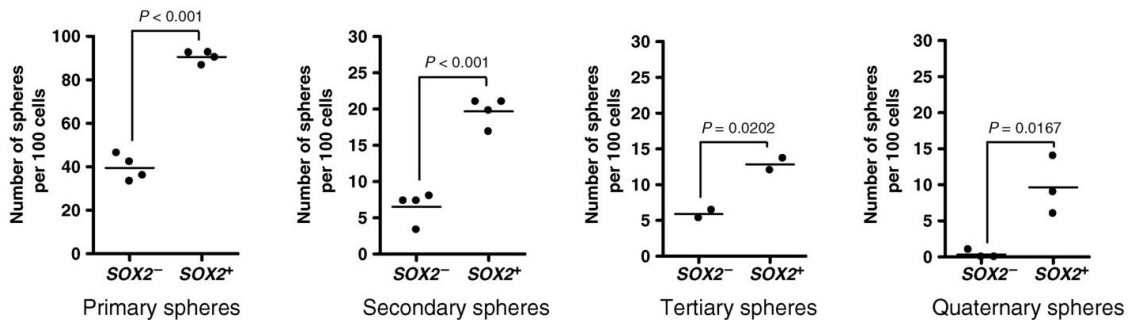 Number of spheres
per 100 cells
100
80
60
40
20
0
P < 0.001
SOX2⁻
SOX2⁺
Primary spheres
Number of spheres
per 100 cells
30
25
20
15
10
5
0
P < 0.001
SOX2⁻
SOX2⁺
Secondary spheres
Number of spheres
per 100 cells
30
25
20
15
10
5
0
P = 0.0202
SOX2⁻
SOX2⁺
Tertiary spheres
Number of spheres
per 100 cells
30
25
20
15
10
5
0
P = 0.0167
SOX2⁻
SOX2⁺
Quaternary spheres